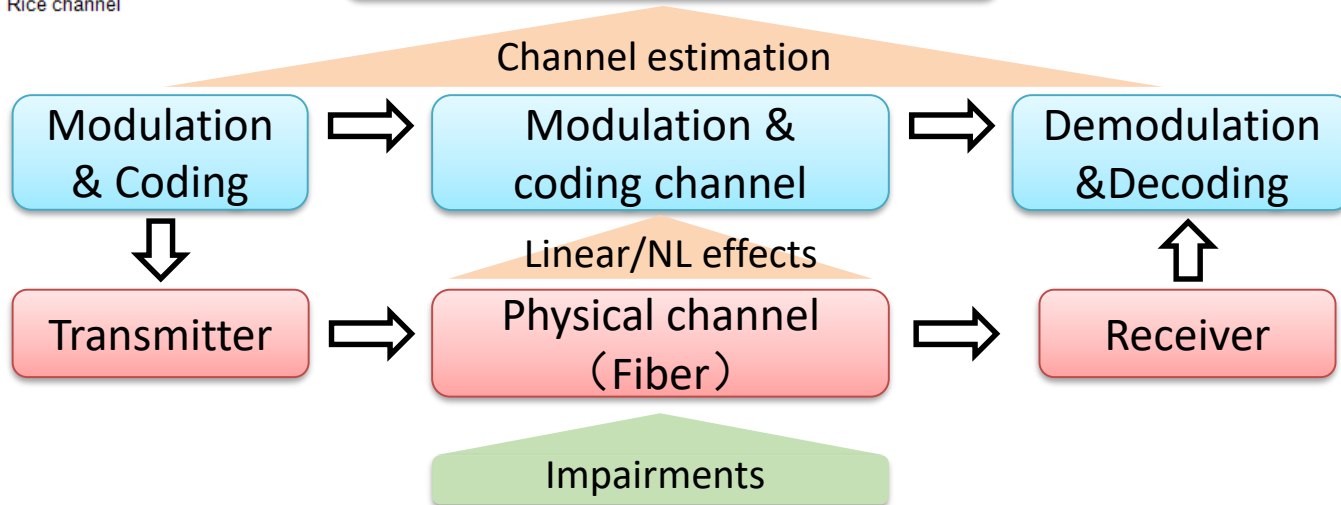 Rice channel
Channel estimation
Modulation
& Coding
Modulation &
coding channel
Demodulation
&Decoding
Linear/NL effects
Transmitter
Physical channel
（Fiber）
Receiver
Impairments